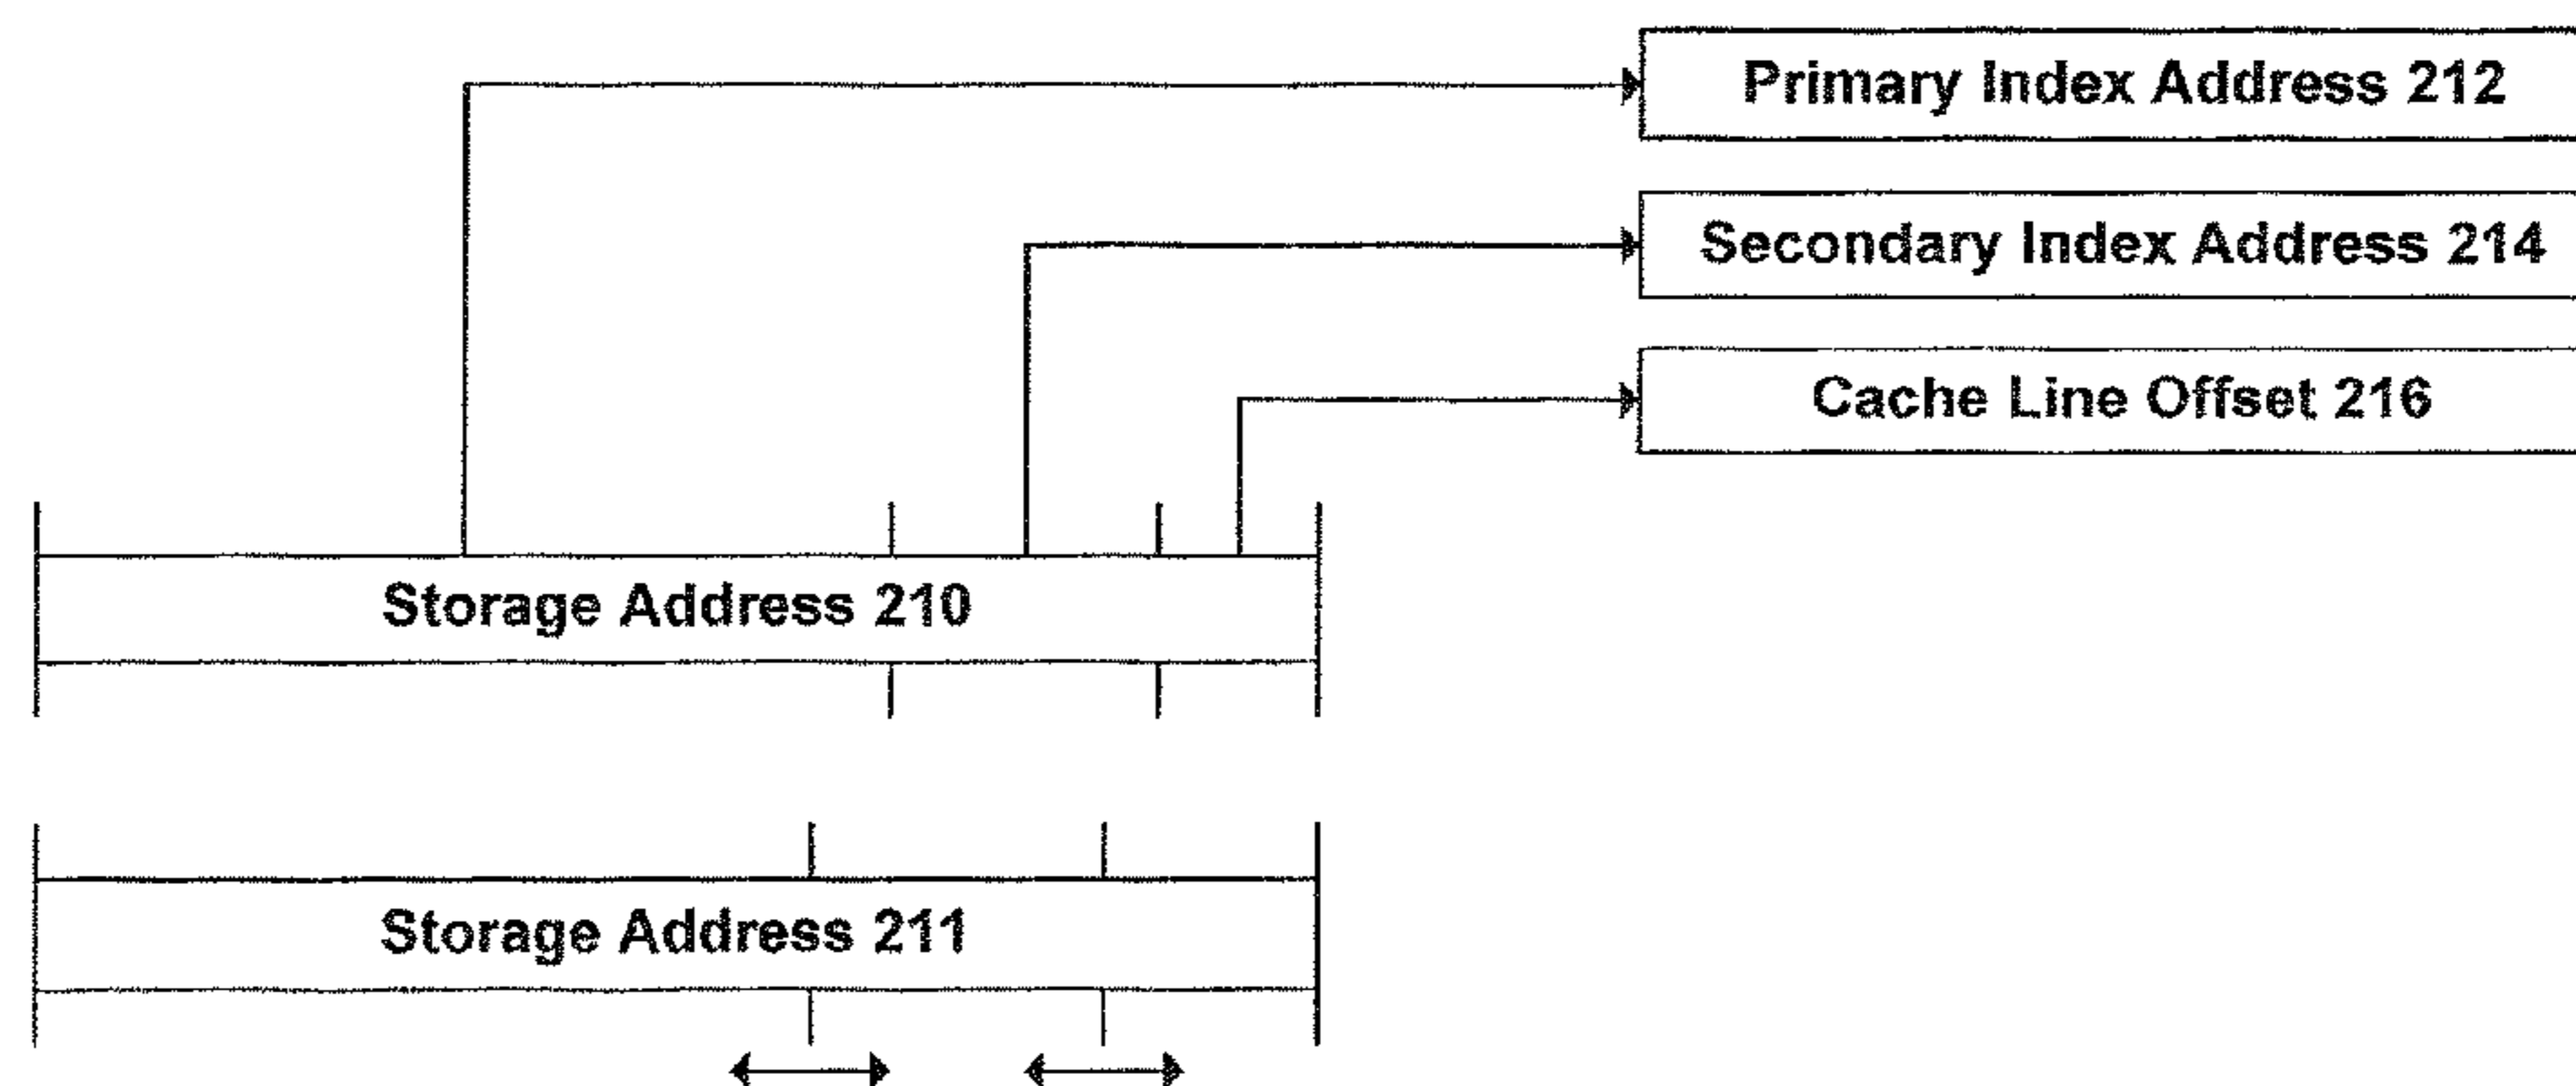 Primary Index Address 212
Secondary Index Address 214
Cache Line Offset 216
Storage Address 210
Storage Address 211